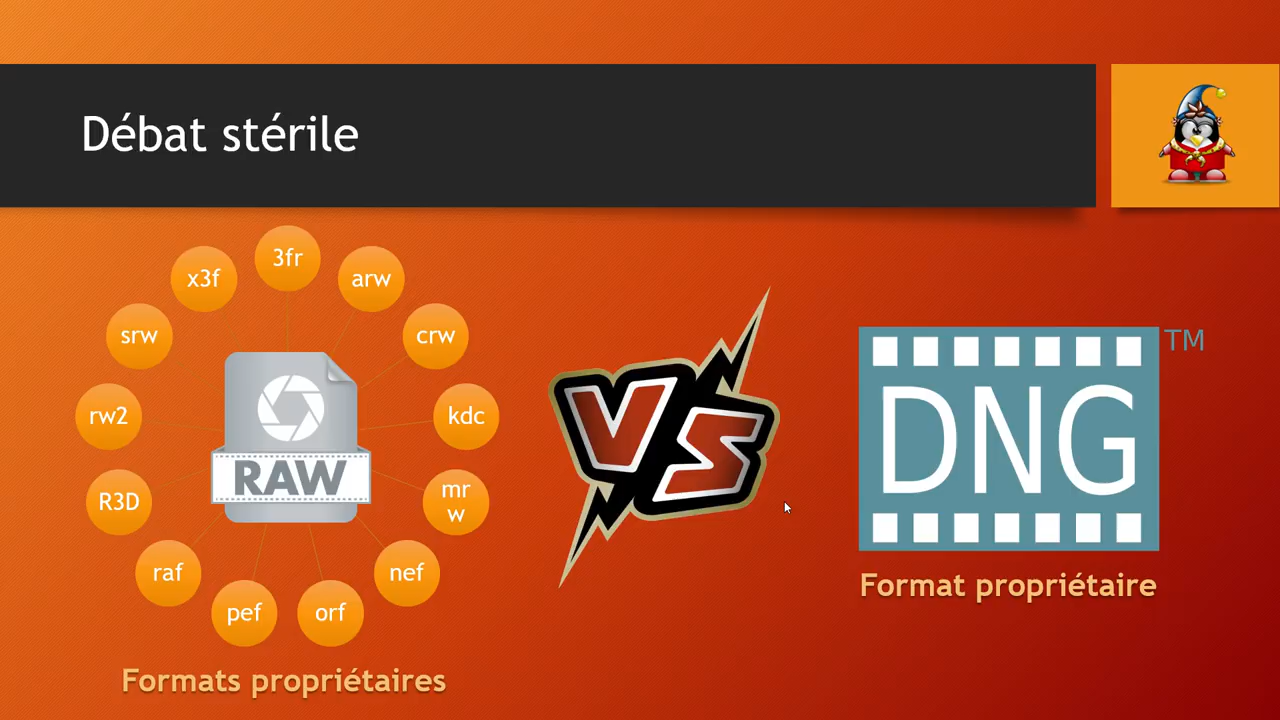 Débat stérile
3fr
x3f
arw
srw
crw
rw2
kdc
RAW
R3D
mr
w
raf
nef
pef
orf
Formats propriétaires
VS
DNG
TM
Format propriétaire